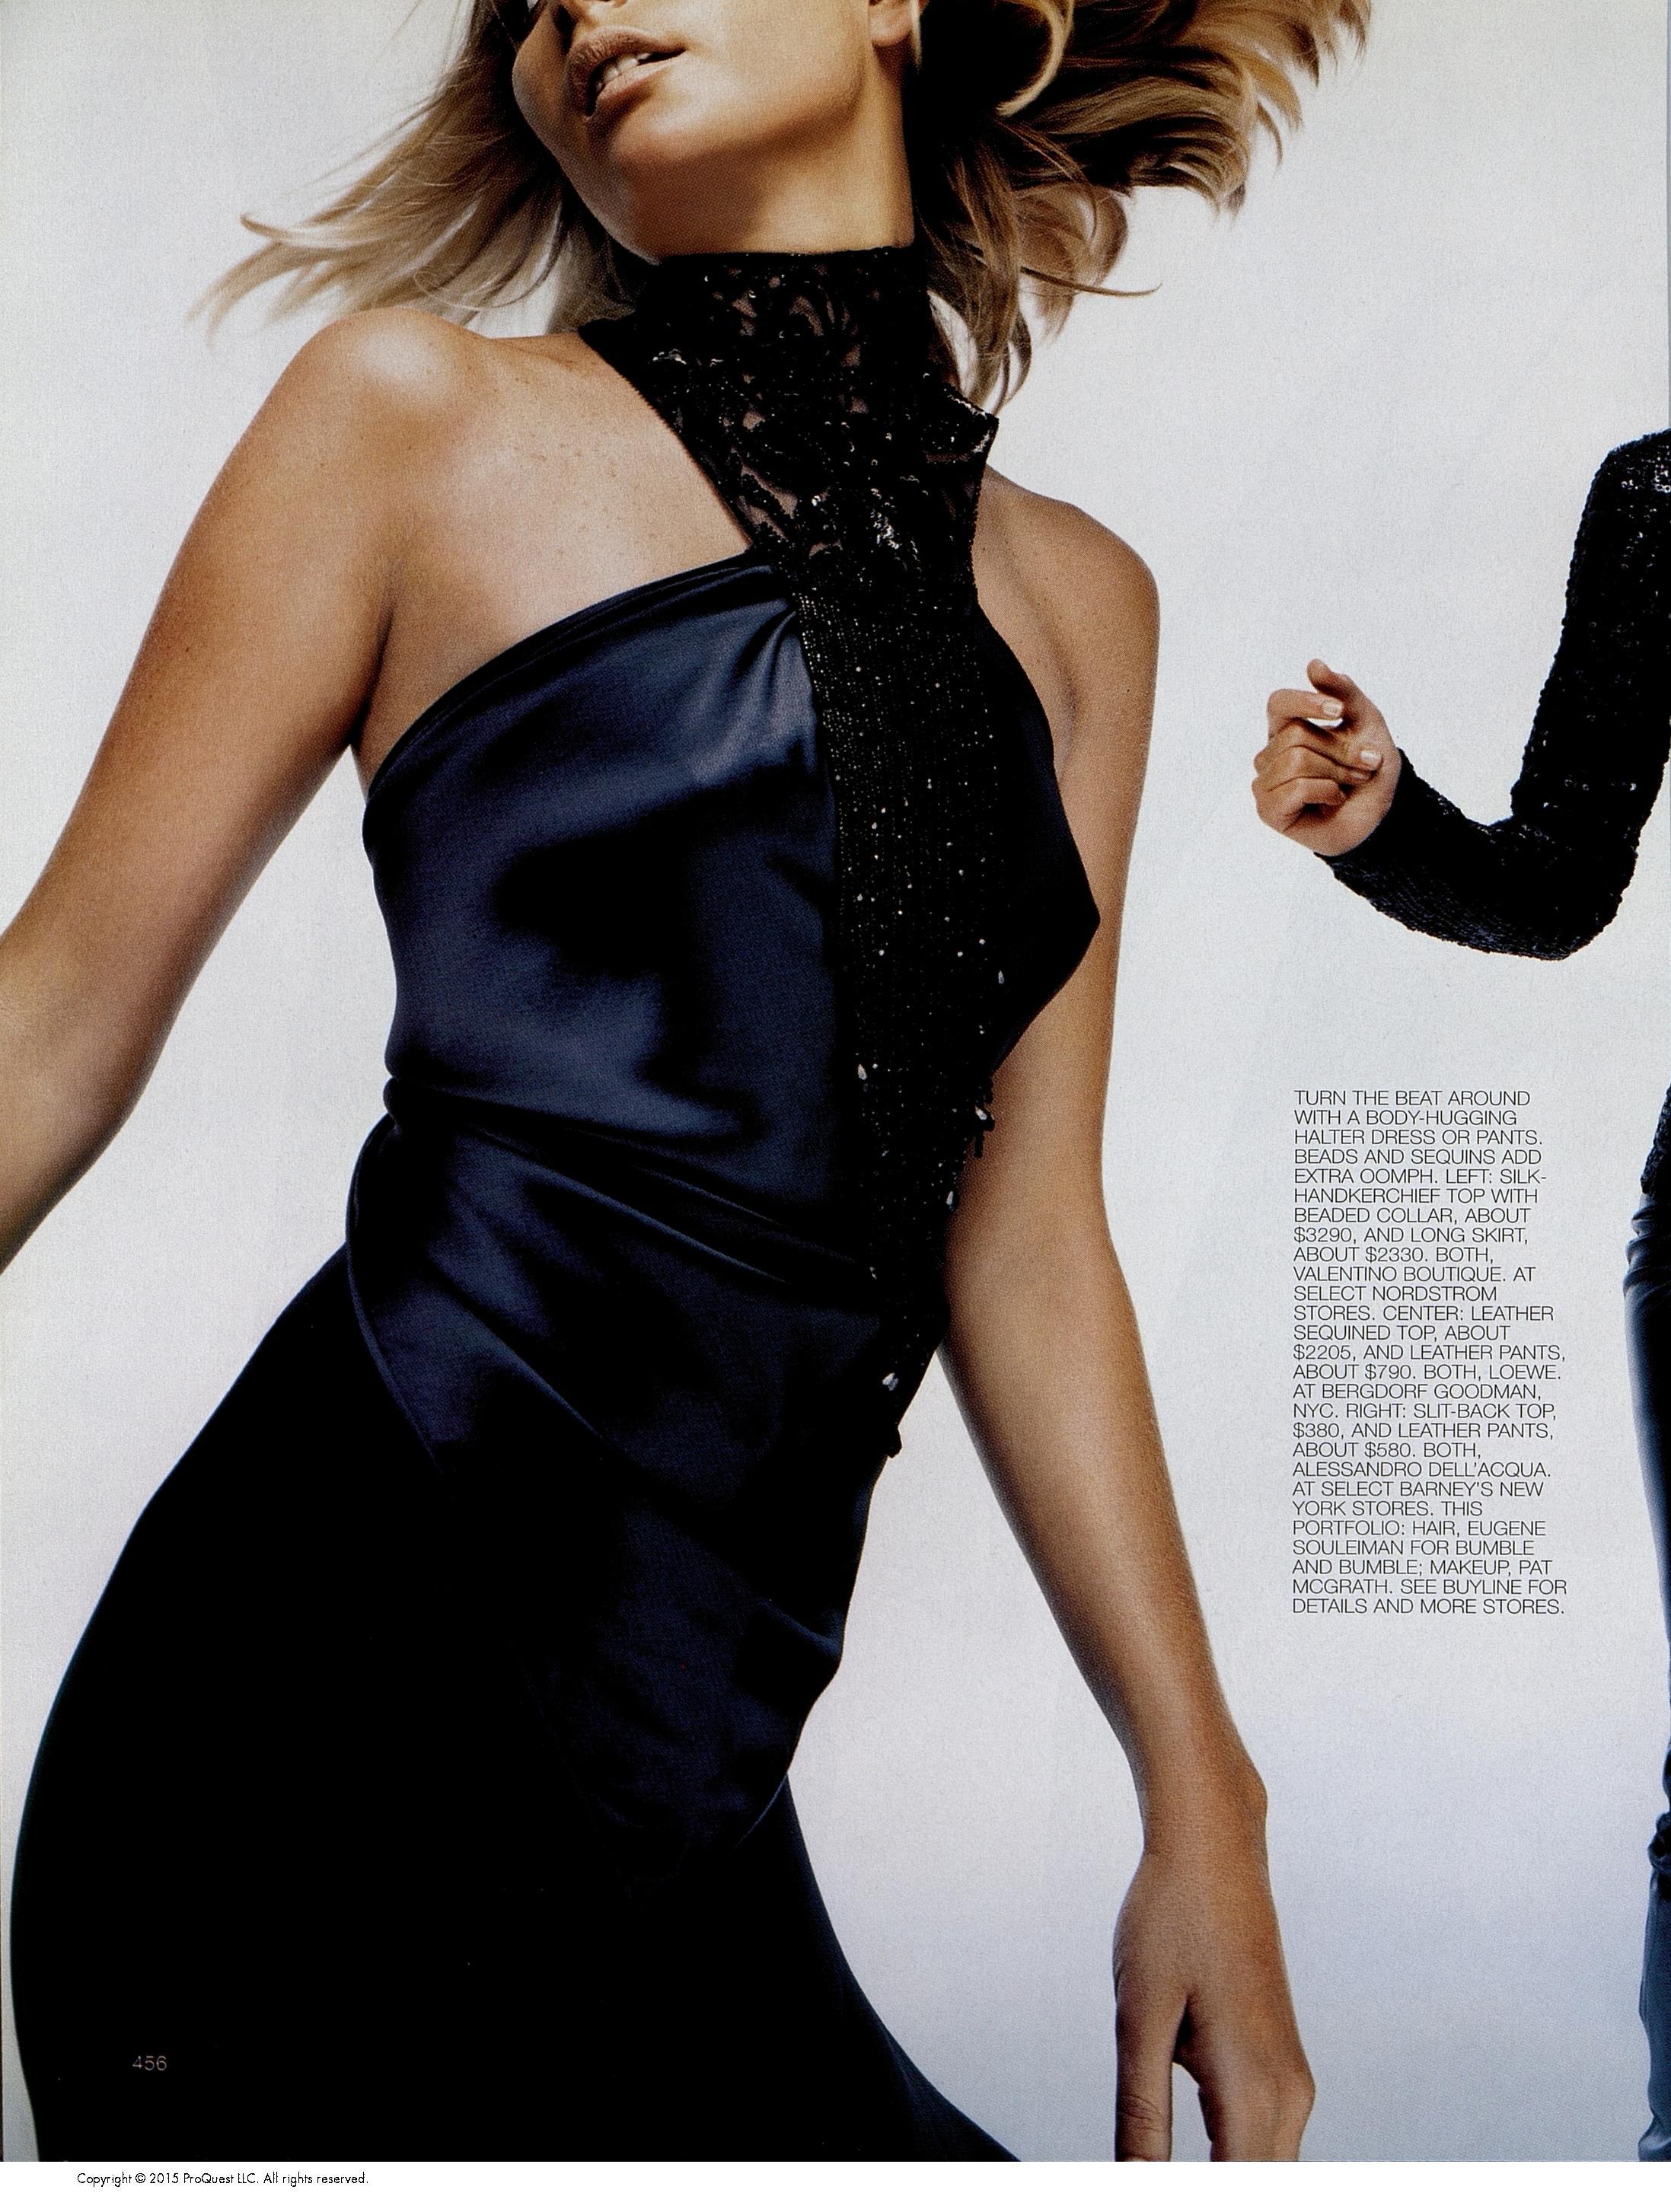 TURN THE BEAT AROUND
WITH A BODY-HUGGING
HALTER DRESS OR PANTS.
BEADS AND SEQUINS ADD
EXTRA OOMPH. LEFT: SILK-
HANDKERCHIEF TOP WITH
BEADED COLLAR, ABOUT
$3290, AND LONG SKIRT,
ABOUT $2330. BOTH,
VALENTINO BOUTIQUE. AT
SELECT NORDSTROM
STORES. CENTER: LEATHER
SEQUINED TOP, ABOUT
$2205, AND LEATHER PANTS,
ABOUT $790. BOTH, LOEWE.
AT BERGDORF GOODMAN,
NYC. RIGHT: SLIT-BACK TOP,
$380, AND LEATHER PANTS,
ABOUT $580. BOTH,
ALESSANDRO DELL'ACQUA.
AT SELECT BARNEY'S NEW
YORK STORES. THIS
PORTFOLIO: HAIR, EUGENE
SOULEIMAN FOR BUMBLE
AND BUMBLE; MAKEUP, PAT
MCGRATH. SEE BUYLINE FOR
DETAILS AND MORE STORES.
456
Copyright © 2015 ProQuest LLC. All rights reserved.